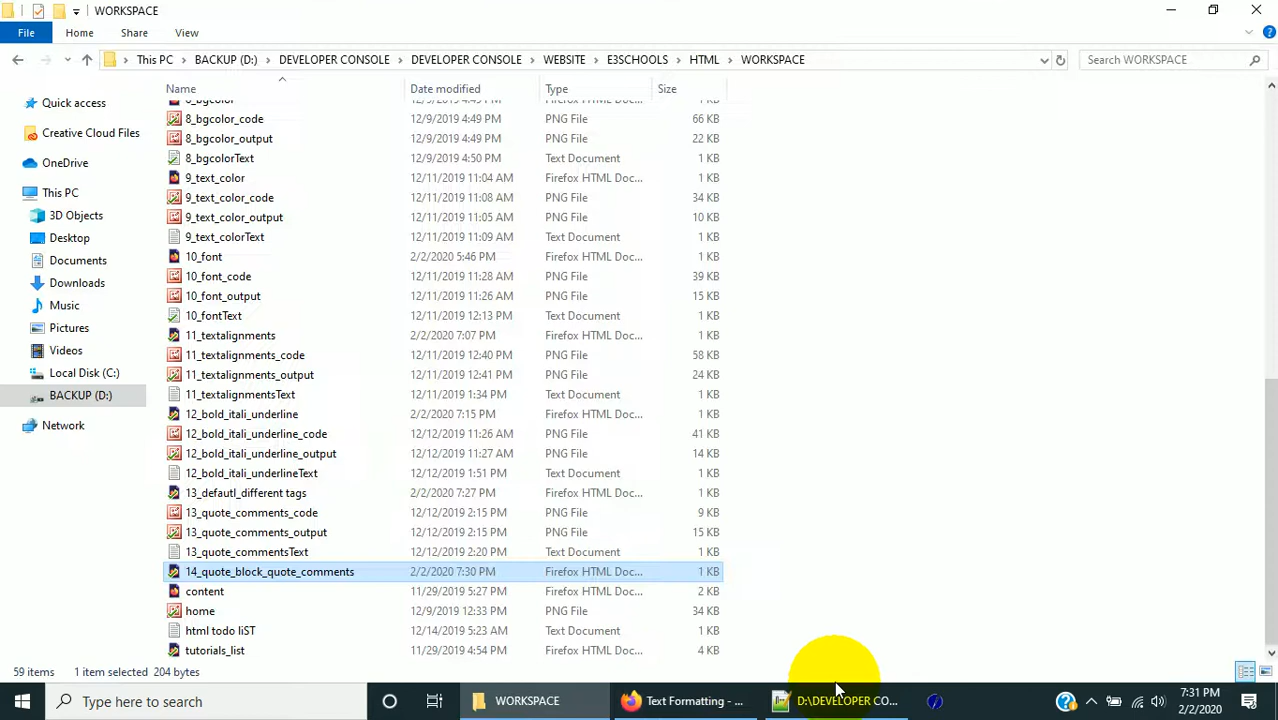 WORKSPACE
File Home Share View
This PC BACKUP (D:) DEVELOPER CONSOLE DEVELOPER CONSOLE WEBSITE E3SCHOOLS HTML WORKSPACE Search WORKSPACE
Name Date modified Type Size
8_bgcolor 12/9/2019 4:49 PM Firefox HTML Doc... 1 KB
8_bgcolor_code 12/9/2019 4:49 PM PNG File 66 KB
8_bgcolor_output 12/9/2019 4:49 PM PNG File 22 KB
8_bgcolorText 12/9/2019 4:50 PM Text Document 1 KB
9_text_color 12/11/2019 11:04 AM Firefox HTML Doc... 1 KB
9_text_color_code 12/11/2019 11:08 AM PNG File 34 KB
9_text_color_output 12/11/2019 11:05 AM PNG File 10 KB
9_text_colorText 12/11/2019 11:09 AM Text Document 1 KB
10_font 2/2/2020 5:46 PM Firefox HTML Doc... 1 KB
10_font_code 12/11/2019 11:28 AM PNG File 39 KB
10_font_output 12/11/2019 11:26 AM PNG File 15 KB
10_fontText 12/11/2019 12:13 PM Text Document 1 KB
11_textalignments 2/2/2020 7:07 PM Firefox HTML Doc... 1 KB
11_textalignments_code 12/11/2019 12:40 PM PNG File 58 KB
11_textalignments_output 12/11/2019 12:41 PM PNG File 24 KB
11_textalignmentsText 12/11/2019 1:34 PM Text Document 1 KB
12_bold_itali_underline 2/2/2020 7:15 PM Firefox HTML Doc... 1 KB
12_bold_itali_underline_code 12/12/2019 11:26 AM PNG File 41 KB
12_bold_itali_underline_output 12/12/2019 11:27 AM PNG File 14 KB
12_bold_itali_underlineText 12/12/2019 1:51 PM Text Document 1 KB
13_defautl_different tags 2/2/2020 7:27 PM Firefox HTML Doc... 1 KB
13_quote_comments_code 12/12/2019 2:15 PM PNG File 9 KB
13_quote_comments_output 12/12/2019 2:15 PM PNG File 15 KB
13_quote_commentsText 12/12/2019 2:20 PM Text Document 1 KB
14_quote_block_quote_comments 2/2/2020 7:30 PM Firefox HTML Doc... 1 KB
content 11/29/2019 5:27 PM Firefox HTML Doc... 2 KB
home 12/9/2019 12:33 PM PNG File 34 KB
html todo liST 12/14/2019 5:23 AM Text Document 1 KB
tutorials_list 11/29/2019 4:54 PM Firefox HTML Doc... 4 KB
Quick access
Creative Cloud Files
OneDrive
This PC
3D Objects
Desktop
Documents
Downloads
Music
Pictures
Videos
Local Disk (C:)
BACKUP (D:)
Network
59 items 1 item selected 204 bytes
Type here to search WORKSPACE Text Formatting - ... D:\DEVELOPER CO... 7:31 PM
2/2/2020